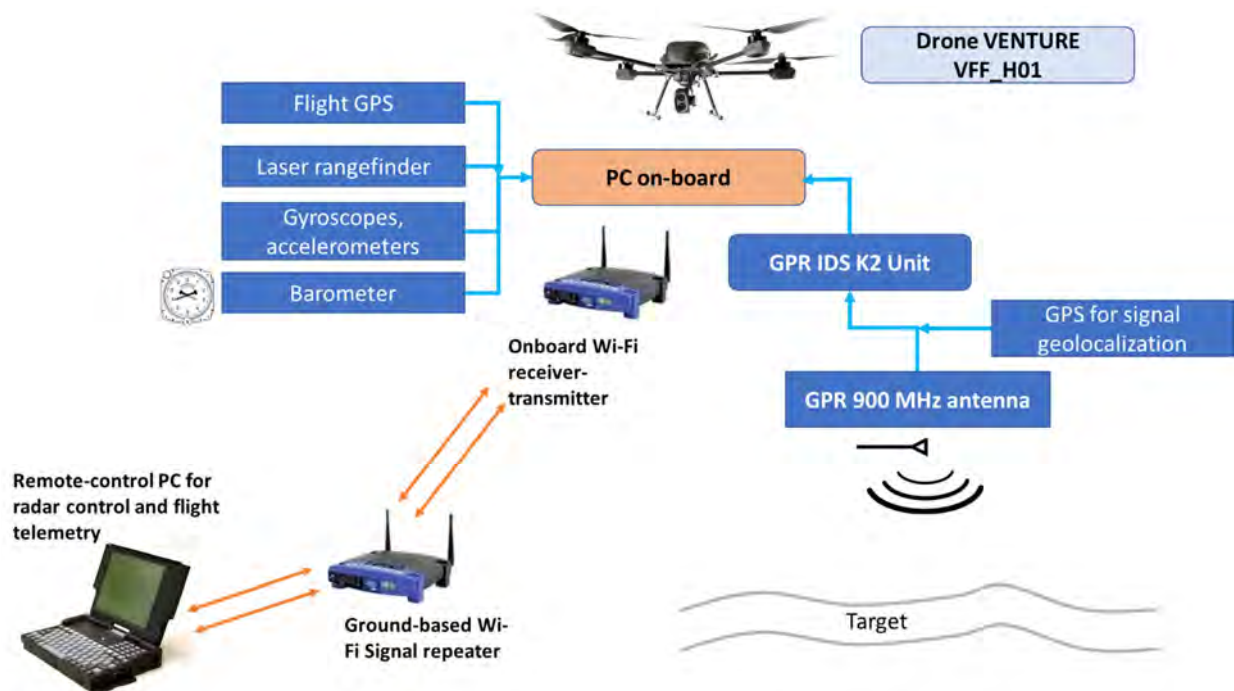 Drone VENTURE
VFF_H01
Flight GPS
Laser rangefinder
PC on-board
Gyroscopes,
accelerometers
GPR IDS K2 Unit
Barometer
GPS for signal
geolocalization
Onboard Wi-Fi
receiver-
transmitter
GPR 900 MHz antenna
Remote-control PC for
radar control and flight
telemetry
Target
Ground-based Wi-
Fi Signal repeater